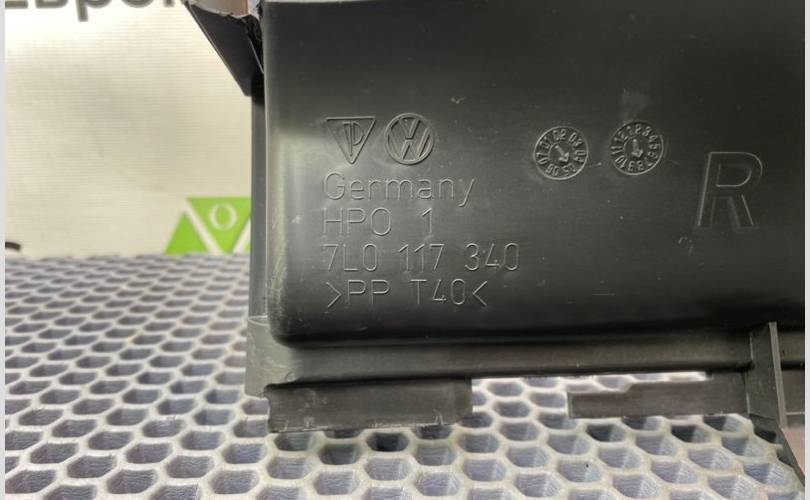 Germany
HPO 1
7L0 117 340
>PP T40<
R